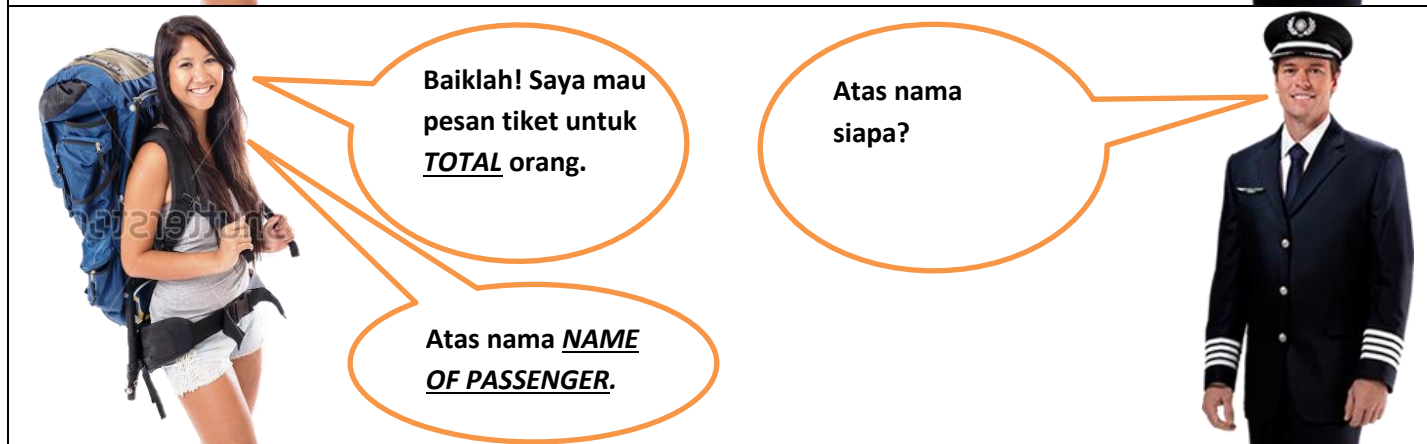 Baiklah! Saya mau
pesan tiket untuk
TOTAL orang.
Atas nama
siapa?
Atas nama NAME
OF PASSENGER.